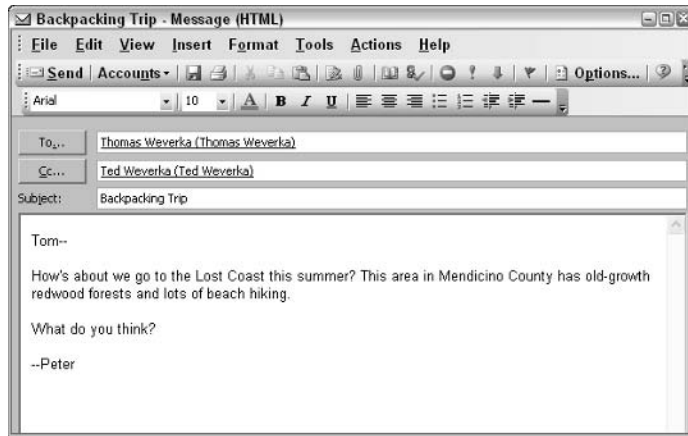 Backpacking Trip - Message (HTML)
File Edit View Insert Format Tools Actions Help
Send Accounts Options...
Arial 10 A B I U
To... Thomas Weverka (Thomas Weverka)
Cc... Ted Weverka (Ted Weverka)
Subject: Backpacking Trip
Tom--
How's about we go to the Lost Coast this summer? This area in Mendicino County has old-growth
redwood forests and lots of beach hiking.
What do you think?
--Peter